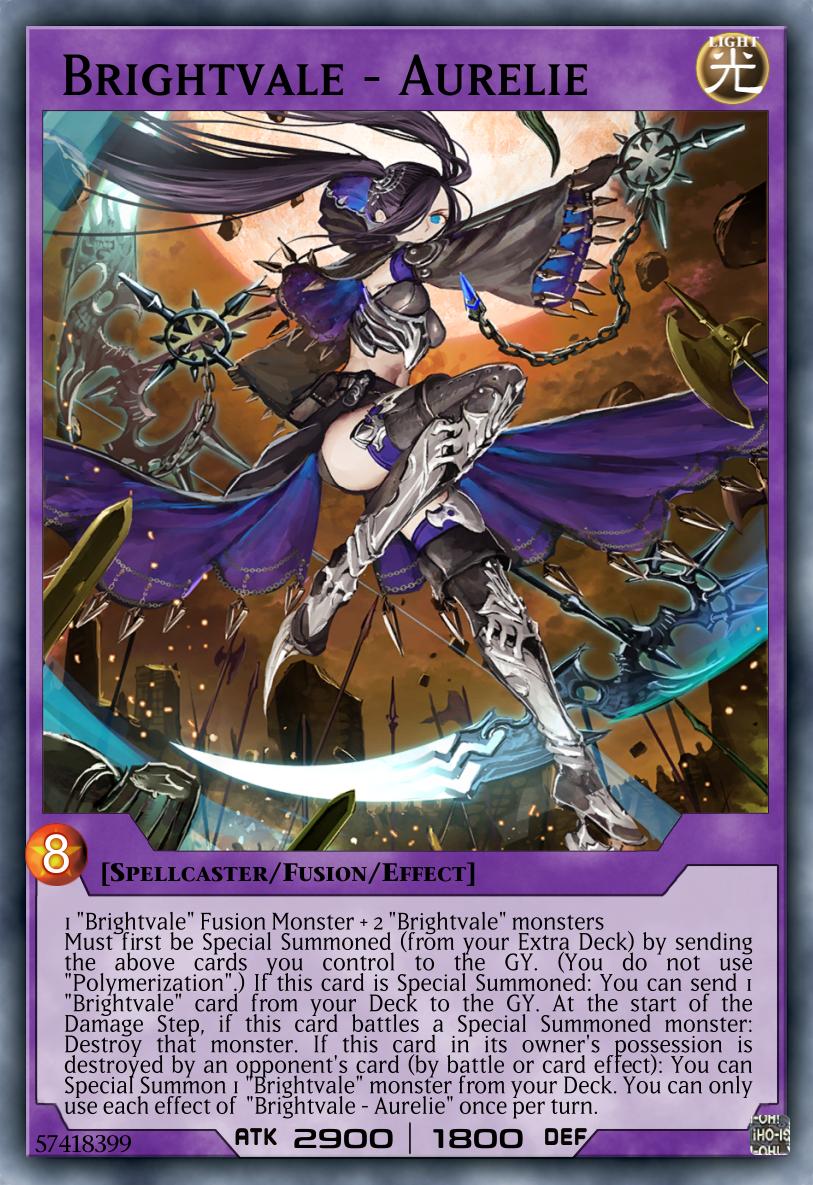 Brightvale - Aurelie
LIGHT
光
8
[Spellcaster/Fusion/Effect]
1 "Brightvale" Fusion Monster + 2 "Brightvale" monsters
Must first be Special Summoned (from your Extra Deck) by sending
the above cards you control to the GY. (You do not use
"Polymerization".) If this card is Special Summoned: You can send 1
"Brightvale" card from your Deck to the GY. At the start of the
Damage Step, if this card battles a Special Summoned monster:
Destroy that monster. If this card in its owner's possession is
destroyed by an opponent's card (by battle or card effect): You can
Special Summon 1 "Brightvale" monster from your Deck. You can only
use each effect of "Brightvale - Aurelie" once per turn.
57418399
ATK 2900 | 1800 DEF